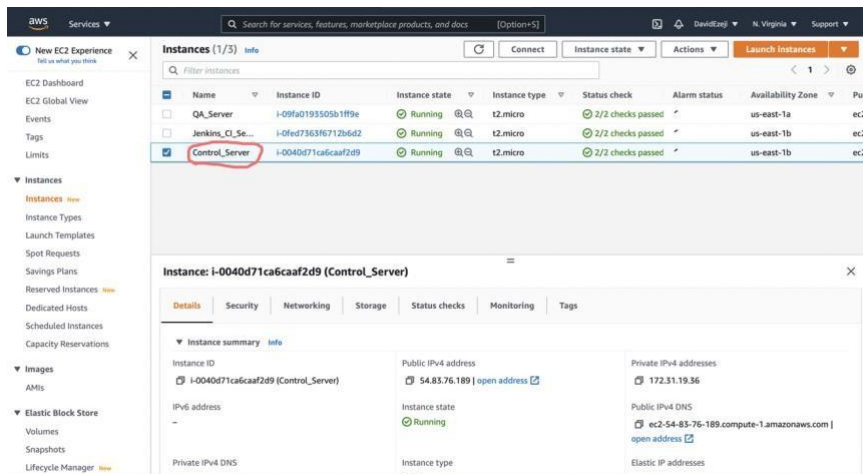 aws Services ▼ Search for services, features, marketplace products, and docs [Option+S] DavidEzeji ▼ N. Virginia ▼ Support ▼
New EC2 Experience
Tell us what you think
EC2 Dashboard
EC2 Global View
Events
Tags
Limits
▼ Instances
Instances New
Instance Types
Launch Templates
Spot Requests
Savings Plans
Reserved Instances New
Dedicated Hosts
Scheduled Instances
Capacity Reservations
▼ Images
AMIs
▼ Elastic Block Store
Volumes
Snapshots
Lifecycle Manager New
Instances (1/3) Info Connect Instance state ▼ Actions ▼ Launch instances ▼
Filter instances < 1 >
Name Instance ID Instance state Instance type Status check Alarm status Availability Zone Pu
QA_Server i-09fa0193505b1ff9e Running t2.micro 2/2 checks passed us-east-1a ec2
Jenkins_CI_Se... i-0fed7363f6712b6d2 Running t2.micro 2/2 checks passed us-east-1b ec2
Control_Server i-0040d71ca6caaf2d9 Running t2.micro 2/2 checks passed us-east-1b ec2
Instance: i-0040d71ca6caaf2d9 (Control_Server)
Details Security Networking Storage Status checks Monitoring Tags
▼ Instance summary Info
Instance ID Public IPv4 address Private IPv4 addresses
i-0040d71ca6caaf2d9 (Control_Server) 54.83.76.189 | open address 172.31.19.36
IPv6 address Instance state Public IPv4 DNS
– Running ec2-54-83-76-189.compute-1.amazonaws.com |
open address
Private IPv4 DNS Instance type Elastic IP addresses